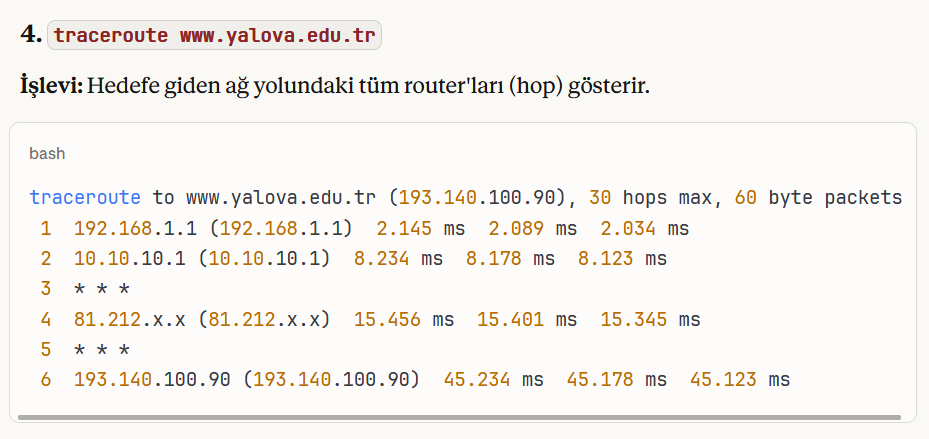 4. traceroute www.yalova.edu.tr
İşlevi: Hedefe giden ağ yolundaki tüm router'ları (hop) gösterir.
bash
traceroute to www.yalova.edu.tr (193.140.100.90), 30 hops max, 60 byte packets
1  192.168.1.1 (192.168.1.1)  2.145 ms  2.089 ms  2.034 ms
2  10.10.10.1 (10.10.10.1)  8.234 ms  8.178 ms  8.123 ms
3  * * *
4  81.212.x.x (81.212.x.x)  15.456 ms  15.401 ms  15.345 ms
5  * * *
6  193.140.100.90 (193.140.100.90)  45.234 ms  45.178 ms  45.123 ms